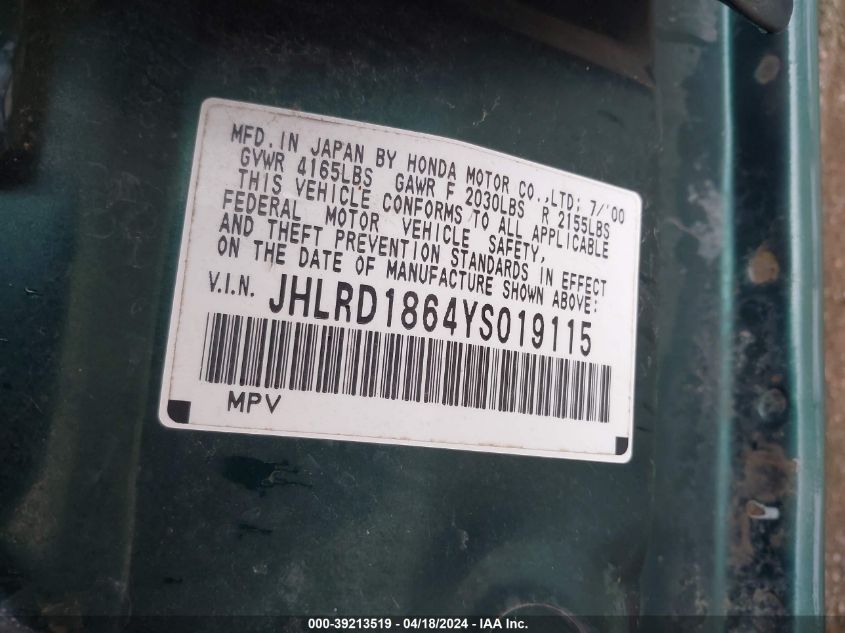 MFD. IN JAPAN BY HONDA MOTOR CO.,LTD: 7/'00
GVWR 4165LBS GAWR F 2030LBS R 2155LBS
THIS VEHICLE CONFORMS TO ALL APPLICABLE
FEDERAL MOTOR VEHICLE SAFETY,
AND THEFT PREVENTION STANDARDS IN EFFECT
ON THE DATE OF MANUFACTURE SHOWN ABOVE:
V.I.N. JHLRD1864YS019115
MPV
000-39213519 - 04/18/2024 - IAA Inc.